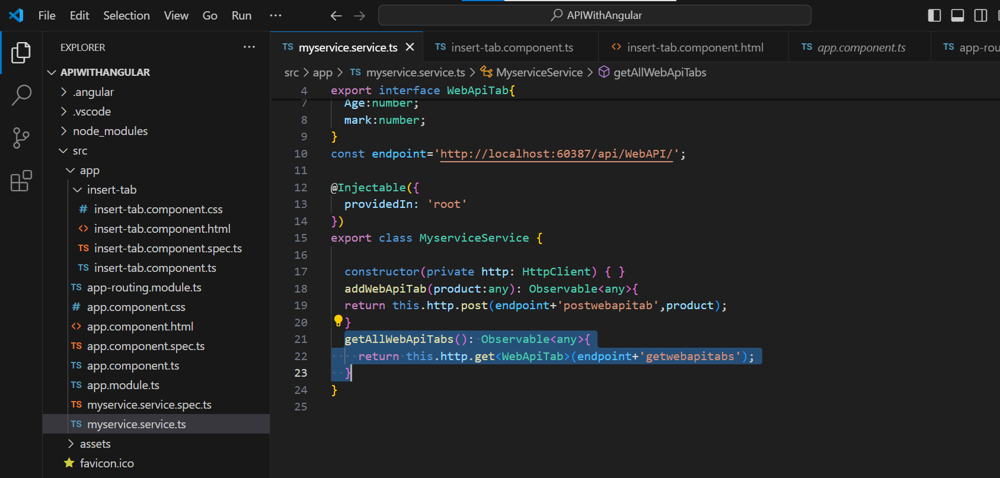 File Edit Selection View Go Run ···
APIWithAngular
EXPLORER ···
APIWITHANGULAR
.angular
.vscode
node_modules
src
app
insert-tab
# insert-tab.component.css
<> insert-tab.component.html
TS insert-tab.component.spec.ts
TS insert-tab.component.ts
TS app-routing.module.ts
# app.component.css
<> app.component.html
TS app.component.spec.ts
TS app.component.ts
TS app.module.ts
TS myservice.service.spec.ts
TS myservice.service.ts
assets
favicon.ico
TS myservice.service.ts TS insert-tab.component.ts <> insert-tab.component.html TS app.component.ts TS app-rou
src > app > TS myservice.service.ts > MyserviceService > getAllWebApiTabs
4 export interface WebApiTab{
7 Age:number;
8 mark:number;
9 }
10 const endpoint='http://localhost:60387/api/WebAPI/';
11
12 @Injectable({
13 providedIn: 'root'
14 })
15 export class MyserviceService {
16
17 constructor(private http: HttpClient) { }
18 addWebApiTab(product:any): Observable<any>{
19 return this.http.post(endpoint+'postwebapitab',product);
20 }
21 getAllWebApiTabs(): Observable<any>{
22 return this.http.get<WebApiTab>(endpoint+'getwebapitabs');
23 }
24 }
25